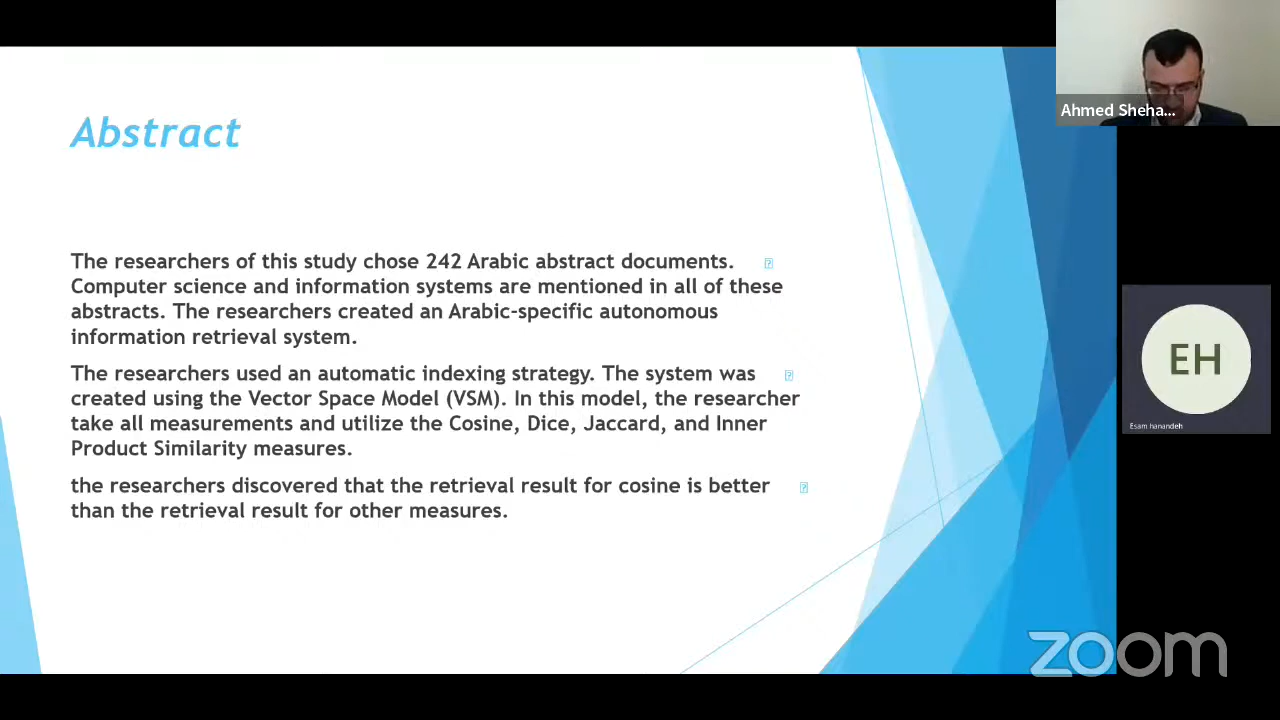 Abstract
The researchers of this study chose 242 Arabic abstract documents.
Computer science and information systems are mentioned in all of these
abstracts. The researchers created an Arabic-specific autonomous
information retrieval system.
The researchers used an automatic indexing strategy. The system was
created using the Vector Space Model (VSM). In this model, the researcher
take all measurements and utilize the Cosine, Dice, Jaccard, and Inner
Product Similarity measures.
the researchers discovered that the retrieval result for cosine is better
than the retrieval result for other measures.
Ahmed Sheha...
EH
Esam hanandeh
zoom